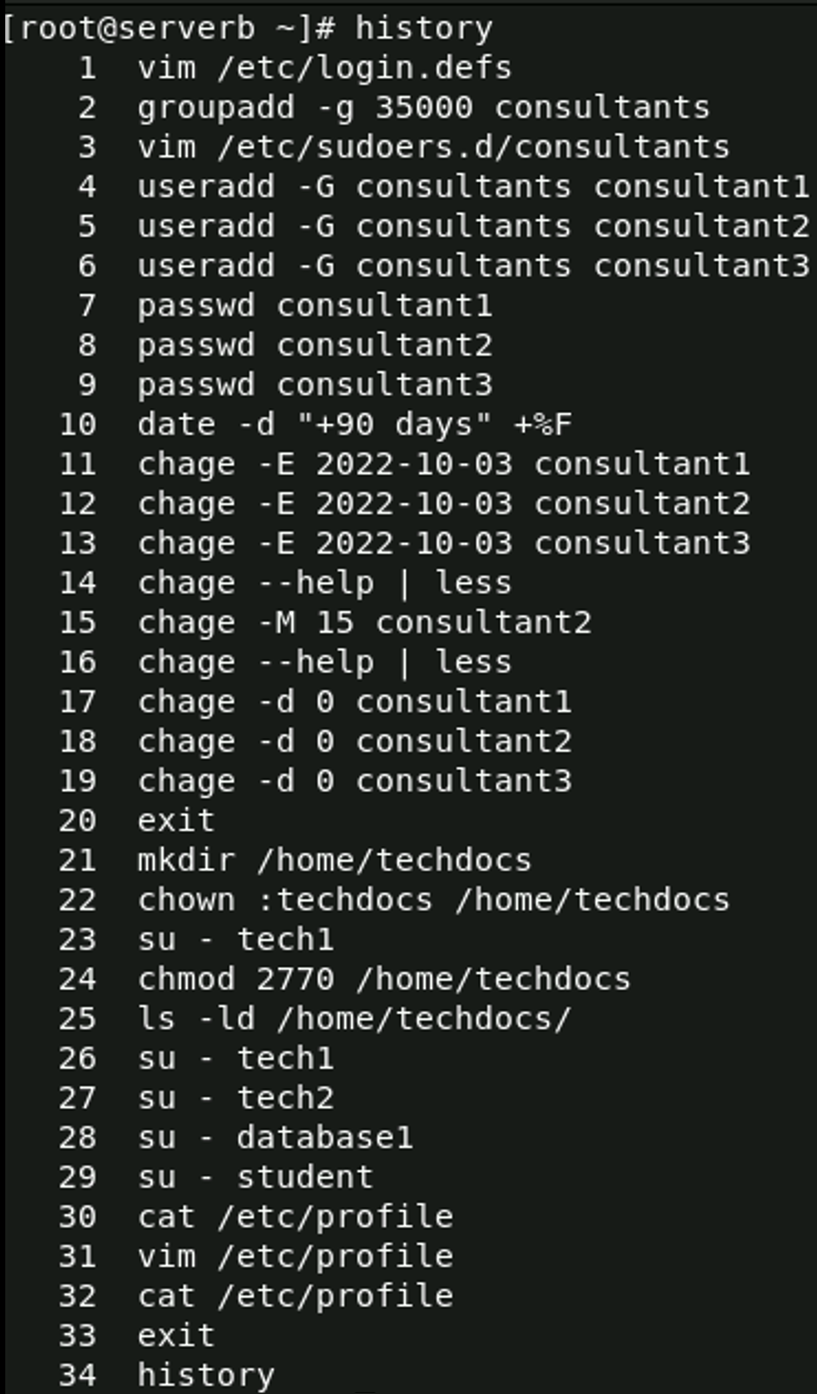 [root@serverb ~]# history
1 vim /etc/login.defs
2 groupadd -g 35000 consultants
3 vim /etc/sudoers.d/consultants
4 useradd -G consultants consultant1
5 useradd -G consultants consultant2
6 useradd -G consultants consultant3
7 passwd consultant1
8 passwd consultant2
9 passwd consultant3
10 date -d "+90 days" +%F
11 chage -E 2022-10-03 consultant1
12 chage -E 2022-10-03 consultant2
13 chage -E 2022-10-03 consultant3
14 chage --help | less
15 chage -M 15 consultant2
16 chage --help | less
17 chage -d 0 consultant1
18 chage -d 0 consultant2
19 chage -d 0 consultant3
20 exit
21 mkdir /home/techdocs
22 chown :techdocs /home/techdocs
23 su - tech1
24 chmod 2770 /home/techdocs
25 ls -ld /home/techdocs/
26 su - tech1
27 su - tech2
28 su - database1
29 su - student
30 cat /etc/profile
31 vim /etc/profile
32 cat /etc/profile
33 exit
34 history